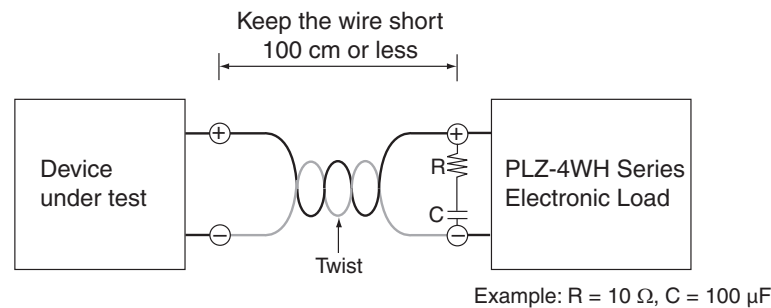 Keep the wire short
100 cm or less
Device
under test
+
+
−
−
R
C
PLZ-4WH Series
Electronic Load
Twist
Example: R = 10 Ω, C = 100 µF